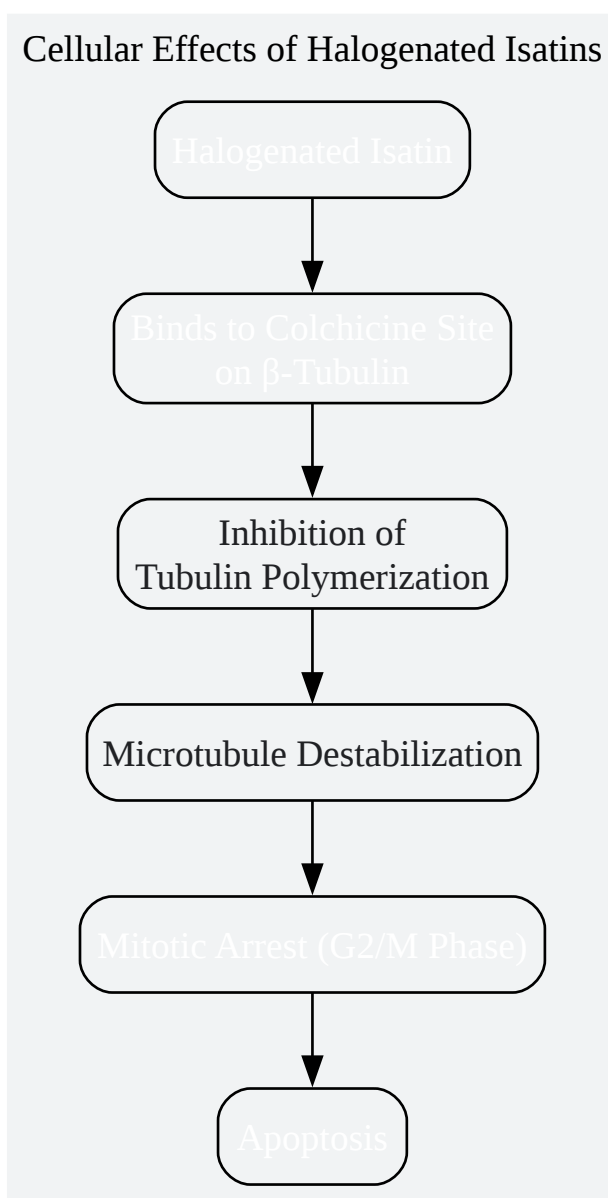 Cellular Effects of Halogenated Isatins
Halogenated Isatin
Binds to Colchicine Site
on β-Tubulin
Inhibition of
Tubulin Polymerization
Microtubule Destabilization
Mitotic Arrest (G2/M Phase)
Apoptosis